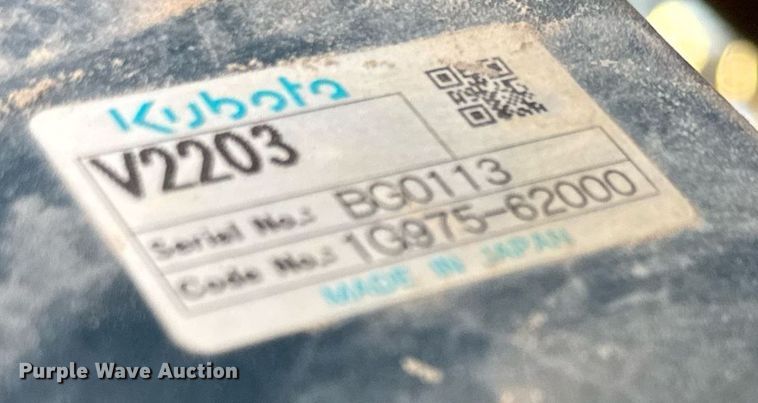 Kubota
V2203
Serial No.: BG0113
Code No.: 1G975-62000
MADE IN JAPAN
Purple Wave Auction